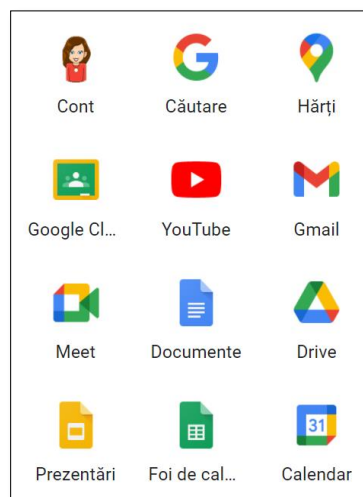 Cont Căutare Hărți
Google Cl... YouTube Gmail
Meet Documente Drive
31
Prezentări Foi de cal... Calendar